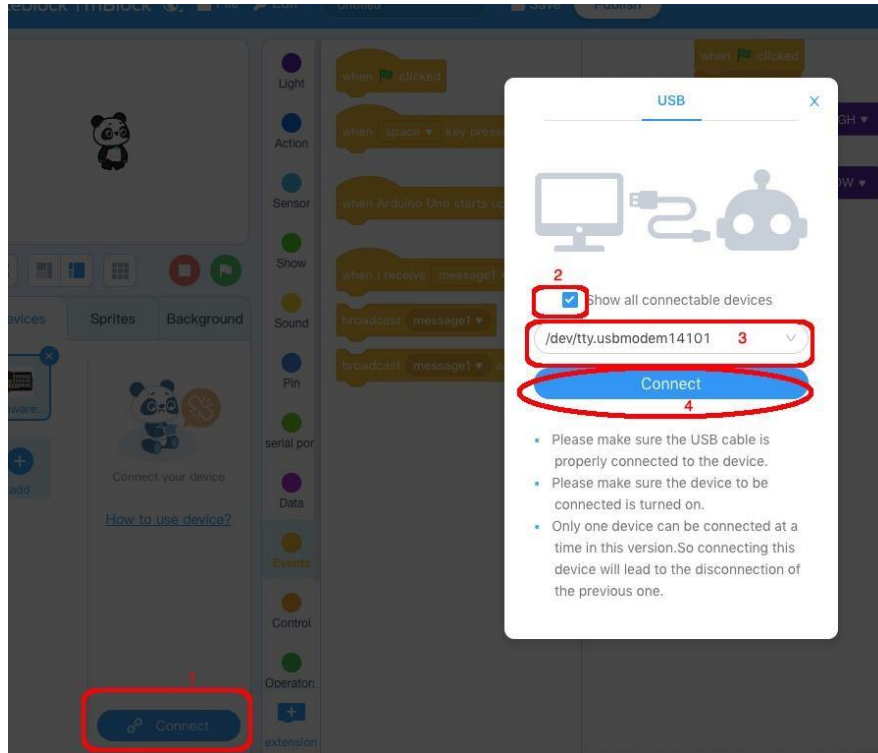 File
Edit
Untitled
Save
Publish
Light
Action
Sensor
Show
Sound
Pin
serial por
Data
Events
Control
Operators
extension
when clicked
when space ▾ key
when Arduino Uno starts up
when I receive message1
broadcast message1 ▾
broadcast message1 ▾
when clicked
GH ▾
OW ▾
Sprites
Background
add
Connect your device
How to use device?
1
Connect
USB
X
2
Show all connectable devices
/dev/tty.usbmodem14101 3
Connect
4
• Please make sure the USB cable is
properly connected to the device.
• Please make sure the device to be
connected is turned on.
• Only one device can be connected at a
time in this version.So connecting this
device will lead to the disconnection of
the previous one.